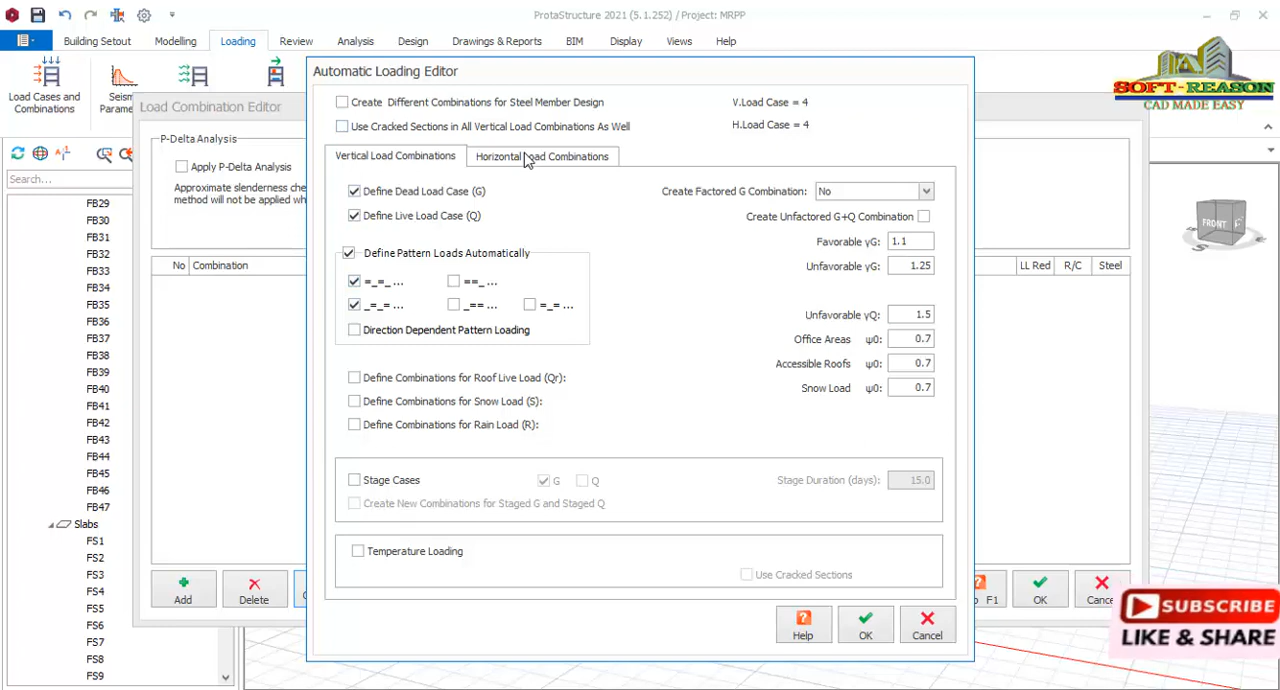 ProtaStructure 2021 (5.1.252) / Project: MRPP
Building Setout Modelling Loading Review Analysis Design Drawings & Reports BIM Display Views Help
Load Cases and
Combinations
Seism
Parame
SOFT-REASON
CAD MADE EASY
Load Combination Editor
P-Delta Analysis
Apply P-Delta Analysis
Approximate slenderness che
method will not be applied wh
No Combination
LL Red R/C Steel
Search...
FB29
FB30
FB31
FB32
FB33
FB34
FB35
FB36
FB37
FB38
FB39
FB40
FB41
FB42
FB43
FB44
FB45
FB46
FB47
Slabs
FS1
FS2
FS3
FS4
FS5
FS6
FS7
FS8
FS9
Automatic Loading Editor
Create Different Combinations for Steel Member Design
V.Load Case = 4
Use Cracked Sections in All Vertical Load Combinations As Well
H.Load Case = 4
Vertical Load Combinations Horizontal Load Combinations
Define Dead Load Case (G)
Create Factored G Combination: No
Define Live Load Case (Q)
Create Unfactored G+Q Combination
Favorable γG: 1.1
Define Pattern Loads Automatically
Unfavorable γG: 1.25
=_=_ ... ==_ ...
_=_= ... _== ... =_= ...
Unfavorable γQ: 1.5
Direction Dependent Pattern Loading
Office Areas ψ0: 0.7
Accessible Roofs ψ0: 0.7
Define Combinations for Roof Live Load (Qr):
Snow Load ψ0: 0.7
Define Combinations for Snow Load (S):
Define Combinations for Rain Load (R):
Stage Cases G Q Stage Duration (days): 15.0
Create New Combinations for Staged G and Staged Q
Temperature Loading
Use Cracked Sections
Help OK Cancel
Add Delete
F1 OK Cance
FRONT
SUBSCRIBE
LIKE & SHARE